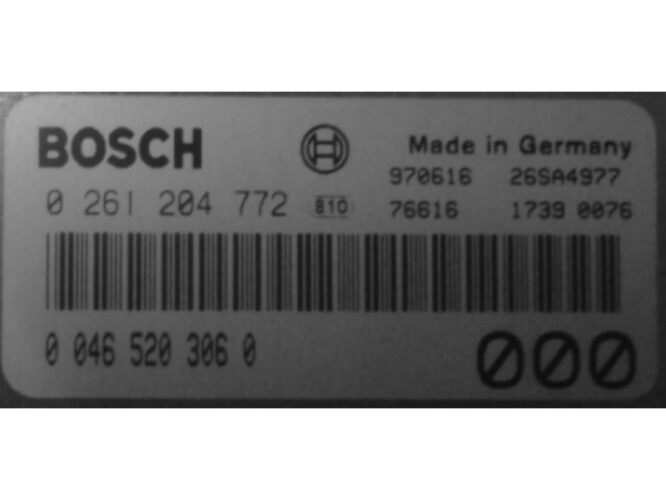 BOSCH
Made in Germany
0 261 204 772 810
970616 26SA4977
76616 1739 0076
0 046 520 306 0
000